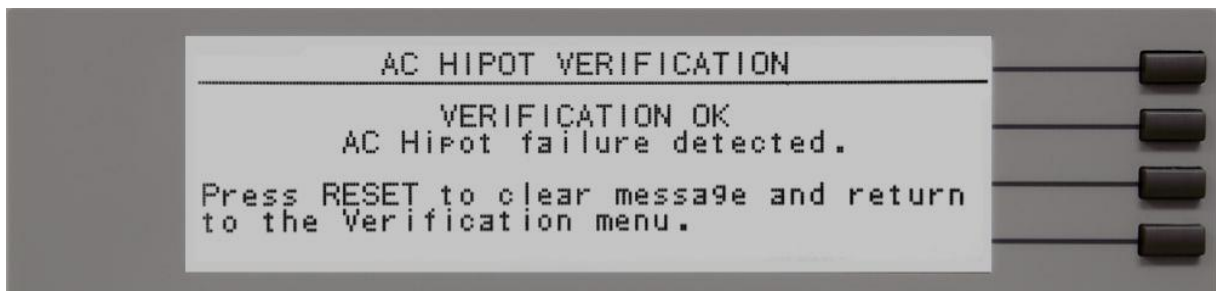 AC HIPOT VERIFICATION
VERIFICATION OK
AC Hipot failure detected.
Press RESET to clear message and return
to the Verification menu.